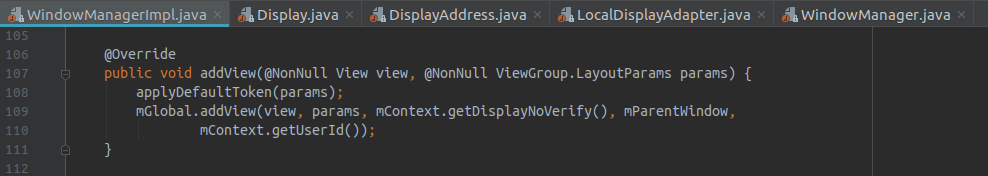 WindowManagerImpl.java × Display.java × DisplayAddress.java × LocalDisplayAdapter.java × WindowManager.java ×
105
106 @Override
107 public void addView(@NonNull View view, @NonNull ViewGroup.LayoutParams params) {
108 applyDefaultToken(params);
109 mGlobal.addView(view, params, mContext.getDisplayNoVerify(), mParentWindow,
110 mContext.getUserId());
111 }
112